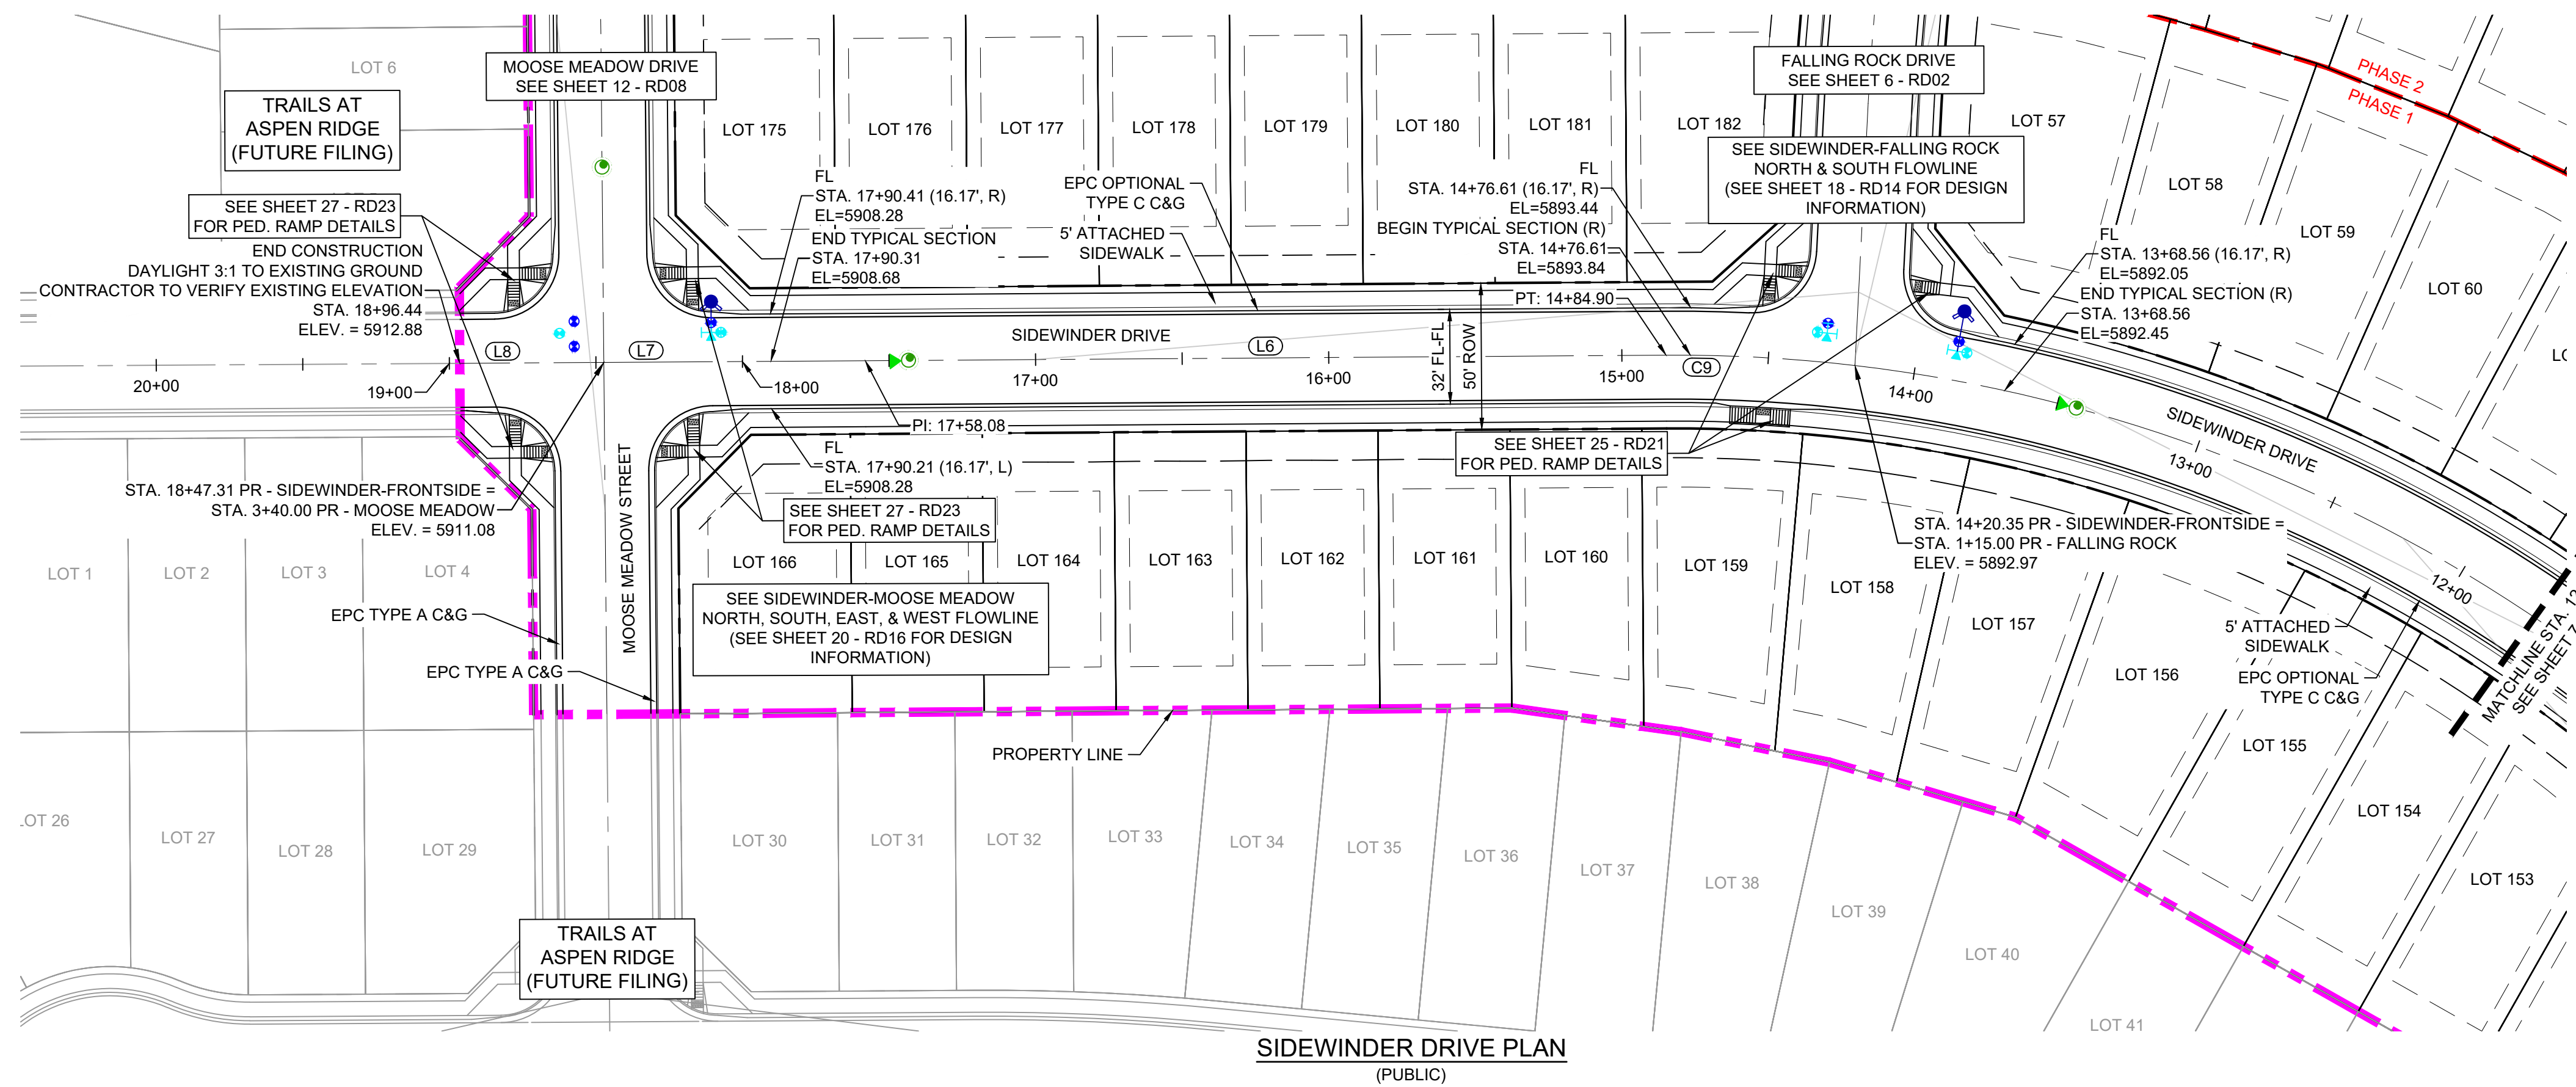 LOT 6
TRAILS AT
ASPEN RIDGE
(FUTURE FILING)
MOOSE MEADOW DRIVE
SEE SHEET 12 - RD08
LOT 175
LOT 176
LOT 177
LOT 178
LOT 179
LOT 180
LOT 181
LOT 182
FALLING ROCK DRIVE
SEE SHEET 6 - RD02
LOT 57
PHASE 2
PHASE 1
LOT 58
LOT 59
LOT 60
SEE SHEET 27 - RD23
FOR PED. RAMP DETAILS
END CONSTRUCTION
DAYLIGHT 3:1 TO EXISTING GROUND
CONTRACTOR TO VERIFY EXISTING ELEVATION
STA. 18+96.44
ELEV. = 5912.88
FL
STA. 17+90.41 (16.17', R)
EL=5908.28
END TYPICAL SECTION
STA. 17+90.31
EL=5908.68
EPC OPTIONAL
TYPE C C&G
5' ATTACHED
SIDEWALK
FL
STA. 14+76.61 (16.17', R)
EL=5893.44
BEGIN TYPICAL SECTION (R)
STA. 14+76.61
EL=5893.84
PT: 14+84.90
SEE SIDEWINDER-FALLING ROCK
NORTH & SOUTH FLOWLINE
(SEE SHEET 18 - RD14 FOR DESIGN
INFORMATION)
FL
STA. 13+68.56 (16.17', R)
EL=5892.05
END TYPICAL SECTION (R)
STA. 13+68.56
EL=5892.45
SIDEWINDER DRIVE
L8
L7
L6
C9
32' FL-FL
50' ROW
20+00
19+00
18+00
17+00
16+00
15+00
14+00
13+00
12+00
SIDEWINDER DRIVE
PI: 17+58.08
FL
STA. 17+90.21 (16.17', L)
EL=5908.28
SEE SHEET 27 - RD23
FOR PED. RAMP DETAILS
SEE SHEET 25 - RD21
FOR PED. RAMP DETAILS
STA. 18+47.31 PR - SIDEWINDER-FRONTSIDE =
STA. 3+40.00 PR - MOOSE MEADOW
ELEV. = 5911.08
STA. 14+20.35 PR - SIDEWINDER-FRONTSIDE =
STA. 1+15.00 PR - FALLING ROCK
ELEV. = 5892.97
MOOSE MEADOW STREET
LOT 1
LOT 2
LOT 3
LOT 4
LOT 166
LOT 165
LOT 164
LOT 163
LOT 162
LOT 161
LOT 160
LOT 159
LOT 158
LOT 157
LOT 156
LOT 155
LOT 154
LOT 153
EPC TYPE A C&G
EPC TYPE A C&G
SEE SIDEWINDER-MOOSE MEADOW
NORTH, SOUTH, EAST, & WEST FLOWLINE
(SEE SHEET 20 - RD16 FOR DESIGN
INFORMATION)
5' ATTACHED
SIDEWALK
EPC OPTIONAL
TYPE C C&G
MATCHLINE STA. 12
SEE SHEET 7
PROPERTY LINE
LOT 26
LOT 27
LOT 28
LOT 29
LOT 30
LOT 31
LOT 32
LOT 33
LOT 34
LOT 35
LOT 36
LOT 37
LOT 38
LOT 39
LOT 40
LOT 41
TRAILS AT
ASPEN RIDGE
(FUTURE FILING)
SIDEWINDER DRIVE PLAN
(PUBLIC)